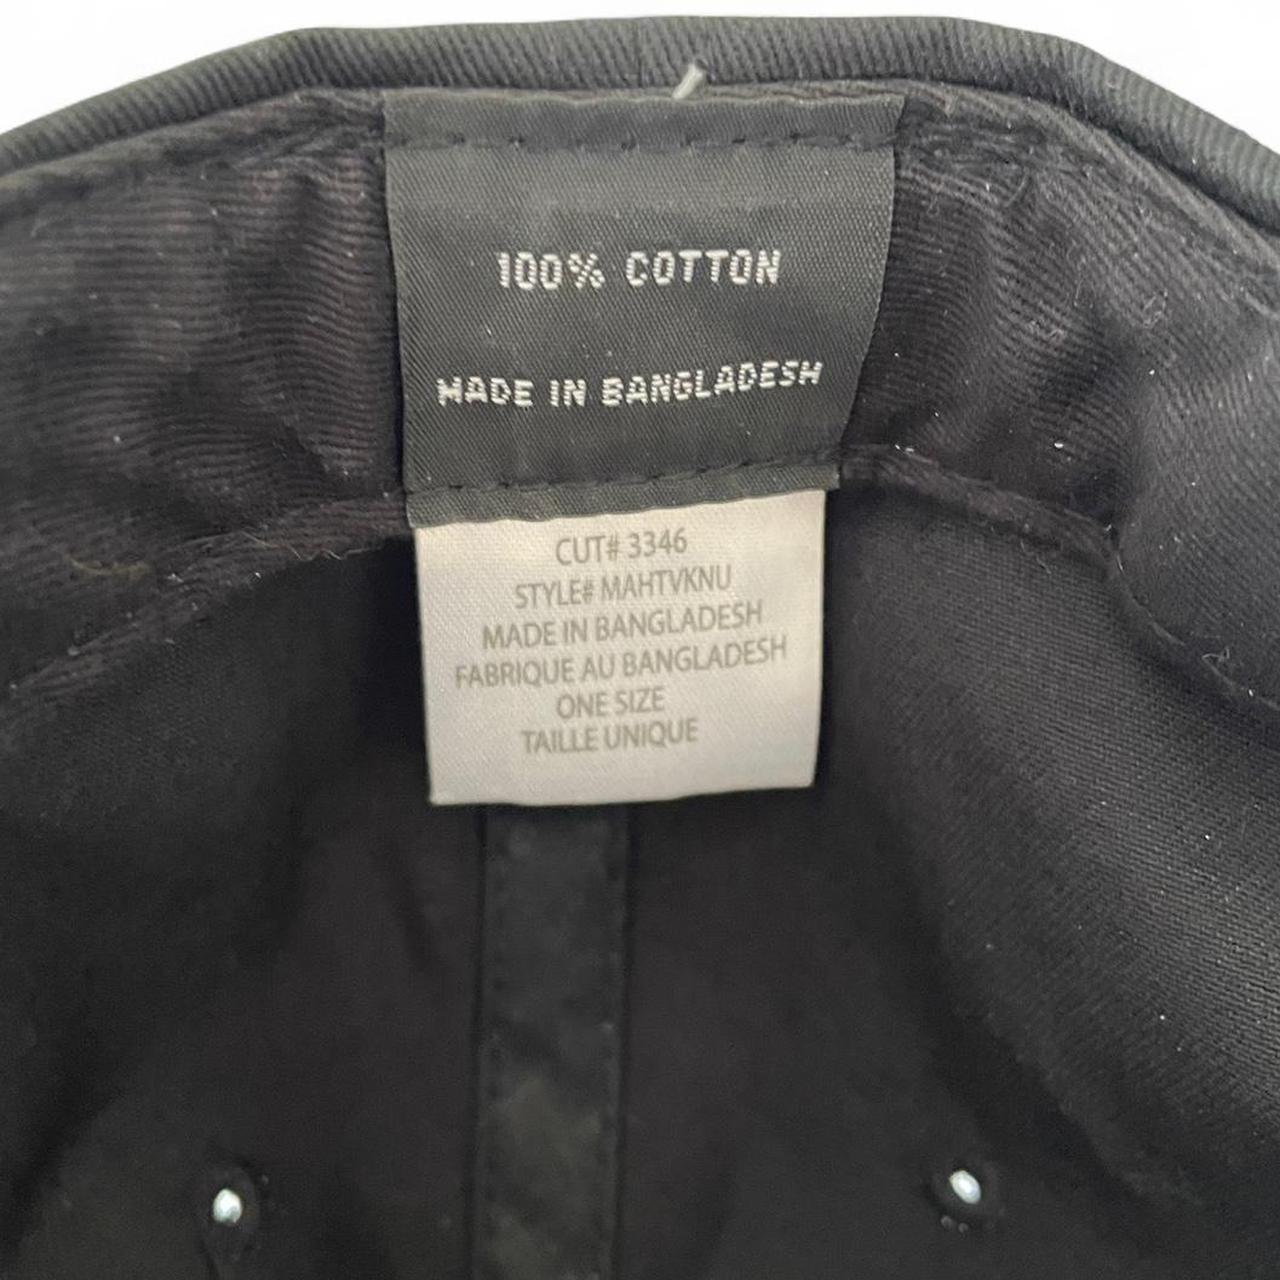 100% COTTON
MADE IN BANGLADESH
CUT# 3346
STYLE# MAHTVKNU
MADE IN BANGLADESH
FABRIQUE AU BANGLADESH
ONE SIZE
TAILLE UNIQUE